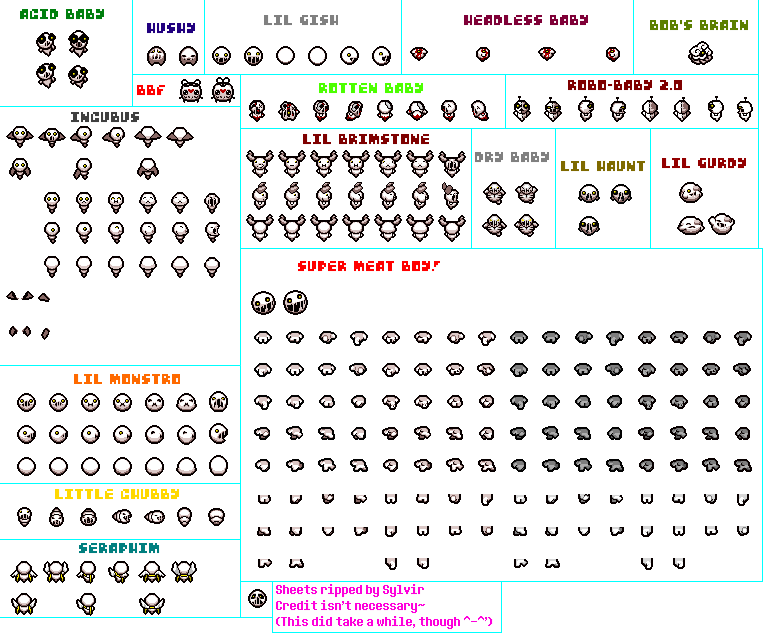 ACID BABY
HUSHY
LIL GISH
HEADLESS BABY
BOB'S BRAIN
BBF
ROTTEN BABY
ROBO-BABY 2.0
INCUBUS
LIL BRIMSTONE
DRY BABY
LIL HAUNT
LIL GURDY
SUPER MEAT BOY!
LIL MONSTRO
LITTLE CHUBBY
SERAPHIM
Sheets ripped by Sylvir
Credit isn't necessary~
(This did take a while, though ^-^')